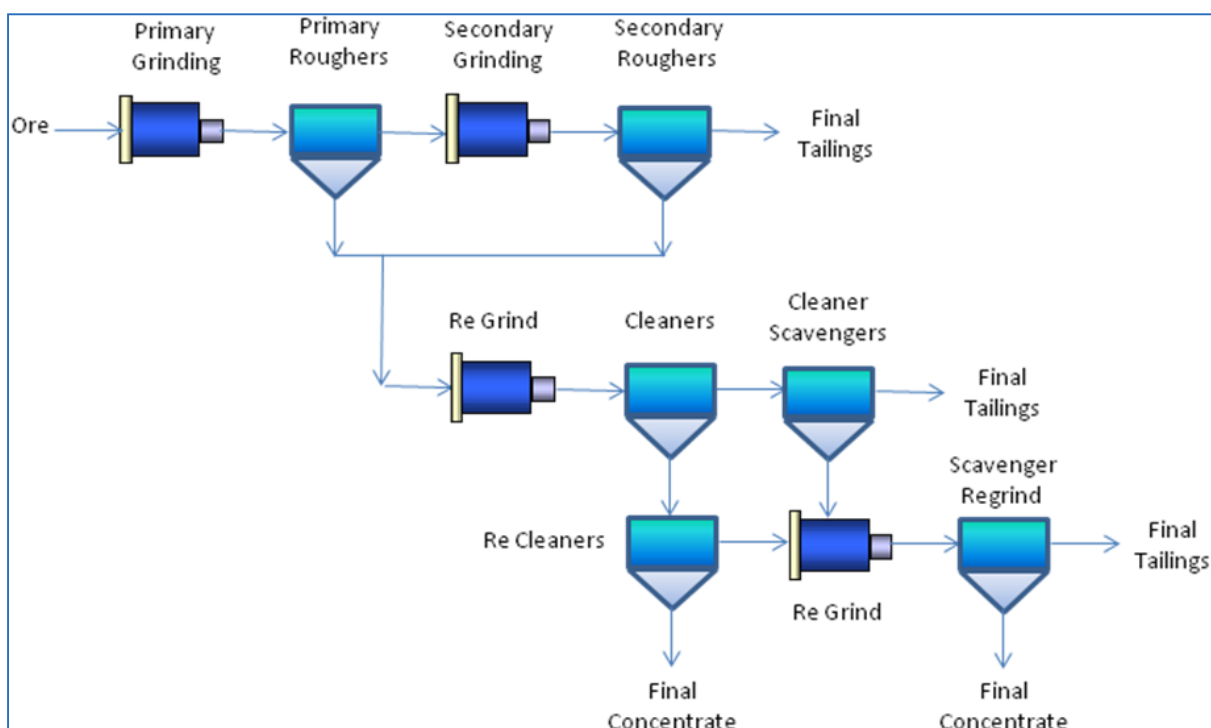 Primary
Grinding
Primary
Roughers
Secondary
Grinding
Secondary
Roughers
Ore
Final
Tailings
Re Grind
Cleaners
Cleaner
Scavengers
Final
Tailings
Scavenger
Regrind
Re Cleaners
Re Grind
Final
Tailings
Final
Concentrate
Final
Concentrate